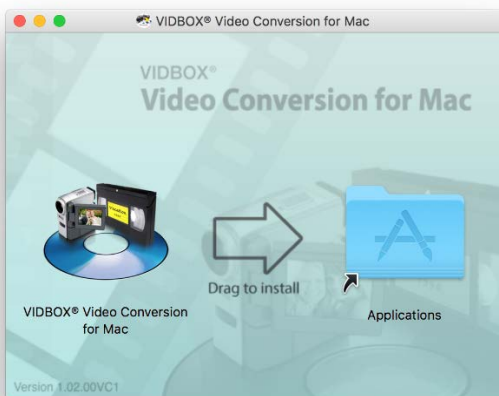 VIDBOX® Video Conversion for Mac
VIDBOX®
Video Conversion for Mac
Drag to install
VIDBOX® Video Conversion
for Mac
Applications
Version 1.02.00VC1